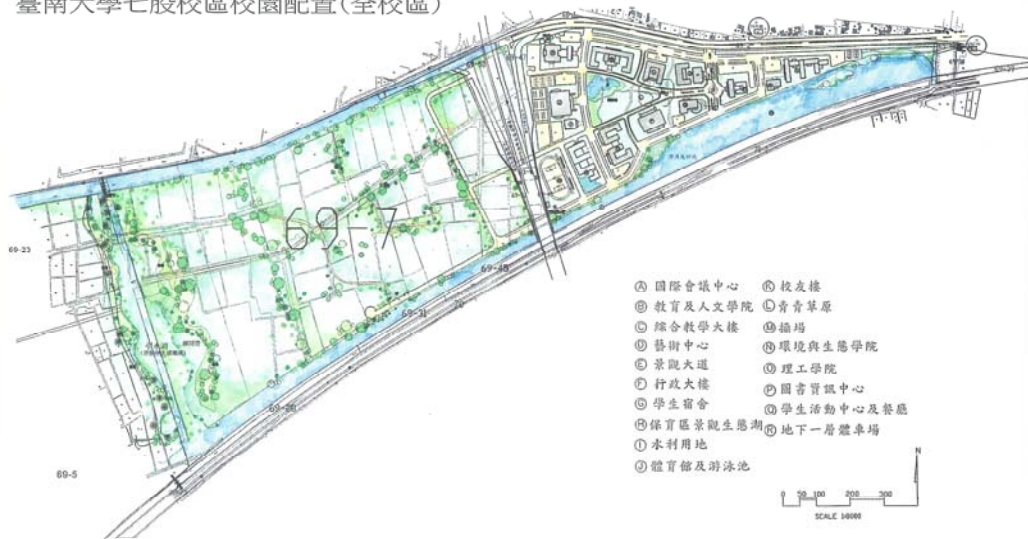 臺南大學七股校區校園配置(全校區)
69-23
69-7
69-48
69-31
69-28
69-5
Ⓐ 國際會議中心
Ⓑ 教育及人文學院
Ⓒ 綜合教學大樓
Ⓓ 藝術中心
Ⓔ 景觀大道
Ⓕ 行政大樓
Ⓖ 學生宿舍
Ⓗ 保育區景觀生態湖
Ⓘ 水利用地
Ⓙ 體育館及游泳池
Ⓚ 校友樓
Ⓛ 青青草原
Ⓜ 操場
Ⓝ 環境與生態學院
Ⓞ 理工學院
Ⓟ 圖書資訊中心
Ⓠ 學生活動中心及餐廳
Ⓡ 地下一層體車場
N
0 50 100 200 300